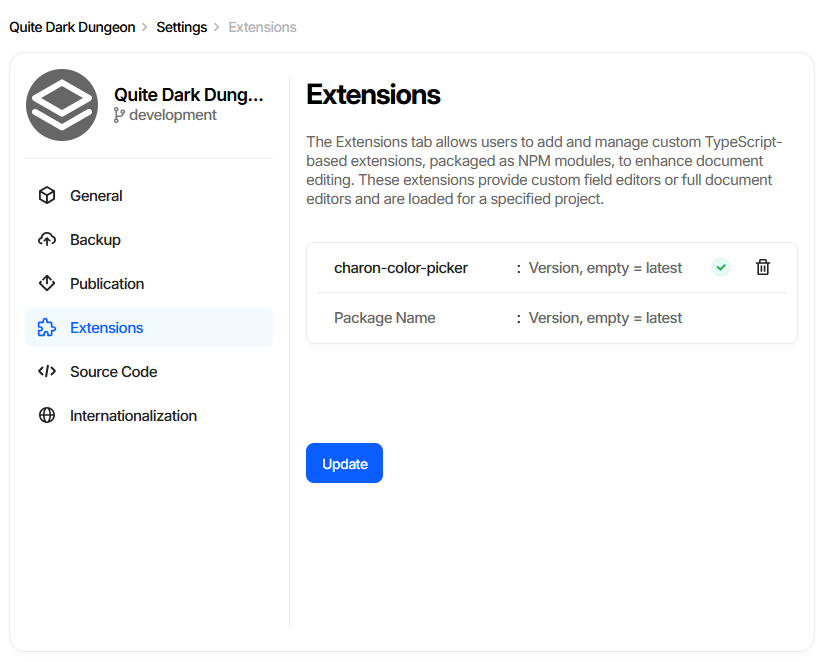 Quite Dark Dungeon > Settings > Extensions
Quite Dark Dung...
development
General
Backup
Publication
Extensions
Source Code
Internationalization
Extensions
The Extensions tab allows users to add and manage custom TypeScript-
based extensions, packaged as NPM modules, to enhance document
editing. These extensions provide custom field editors or full document
editors and are loaded for a specified project.
charon-color-picker : Version, empty = latest
Package Name : Version, empty = latest
Update